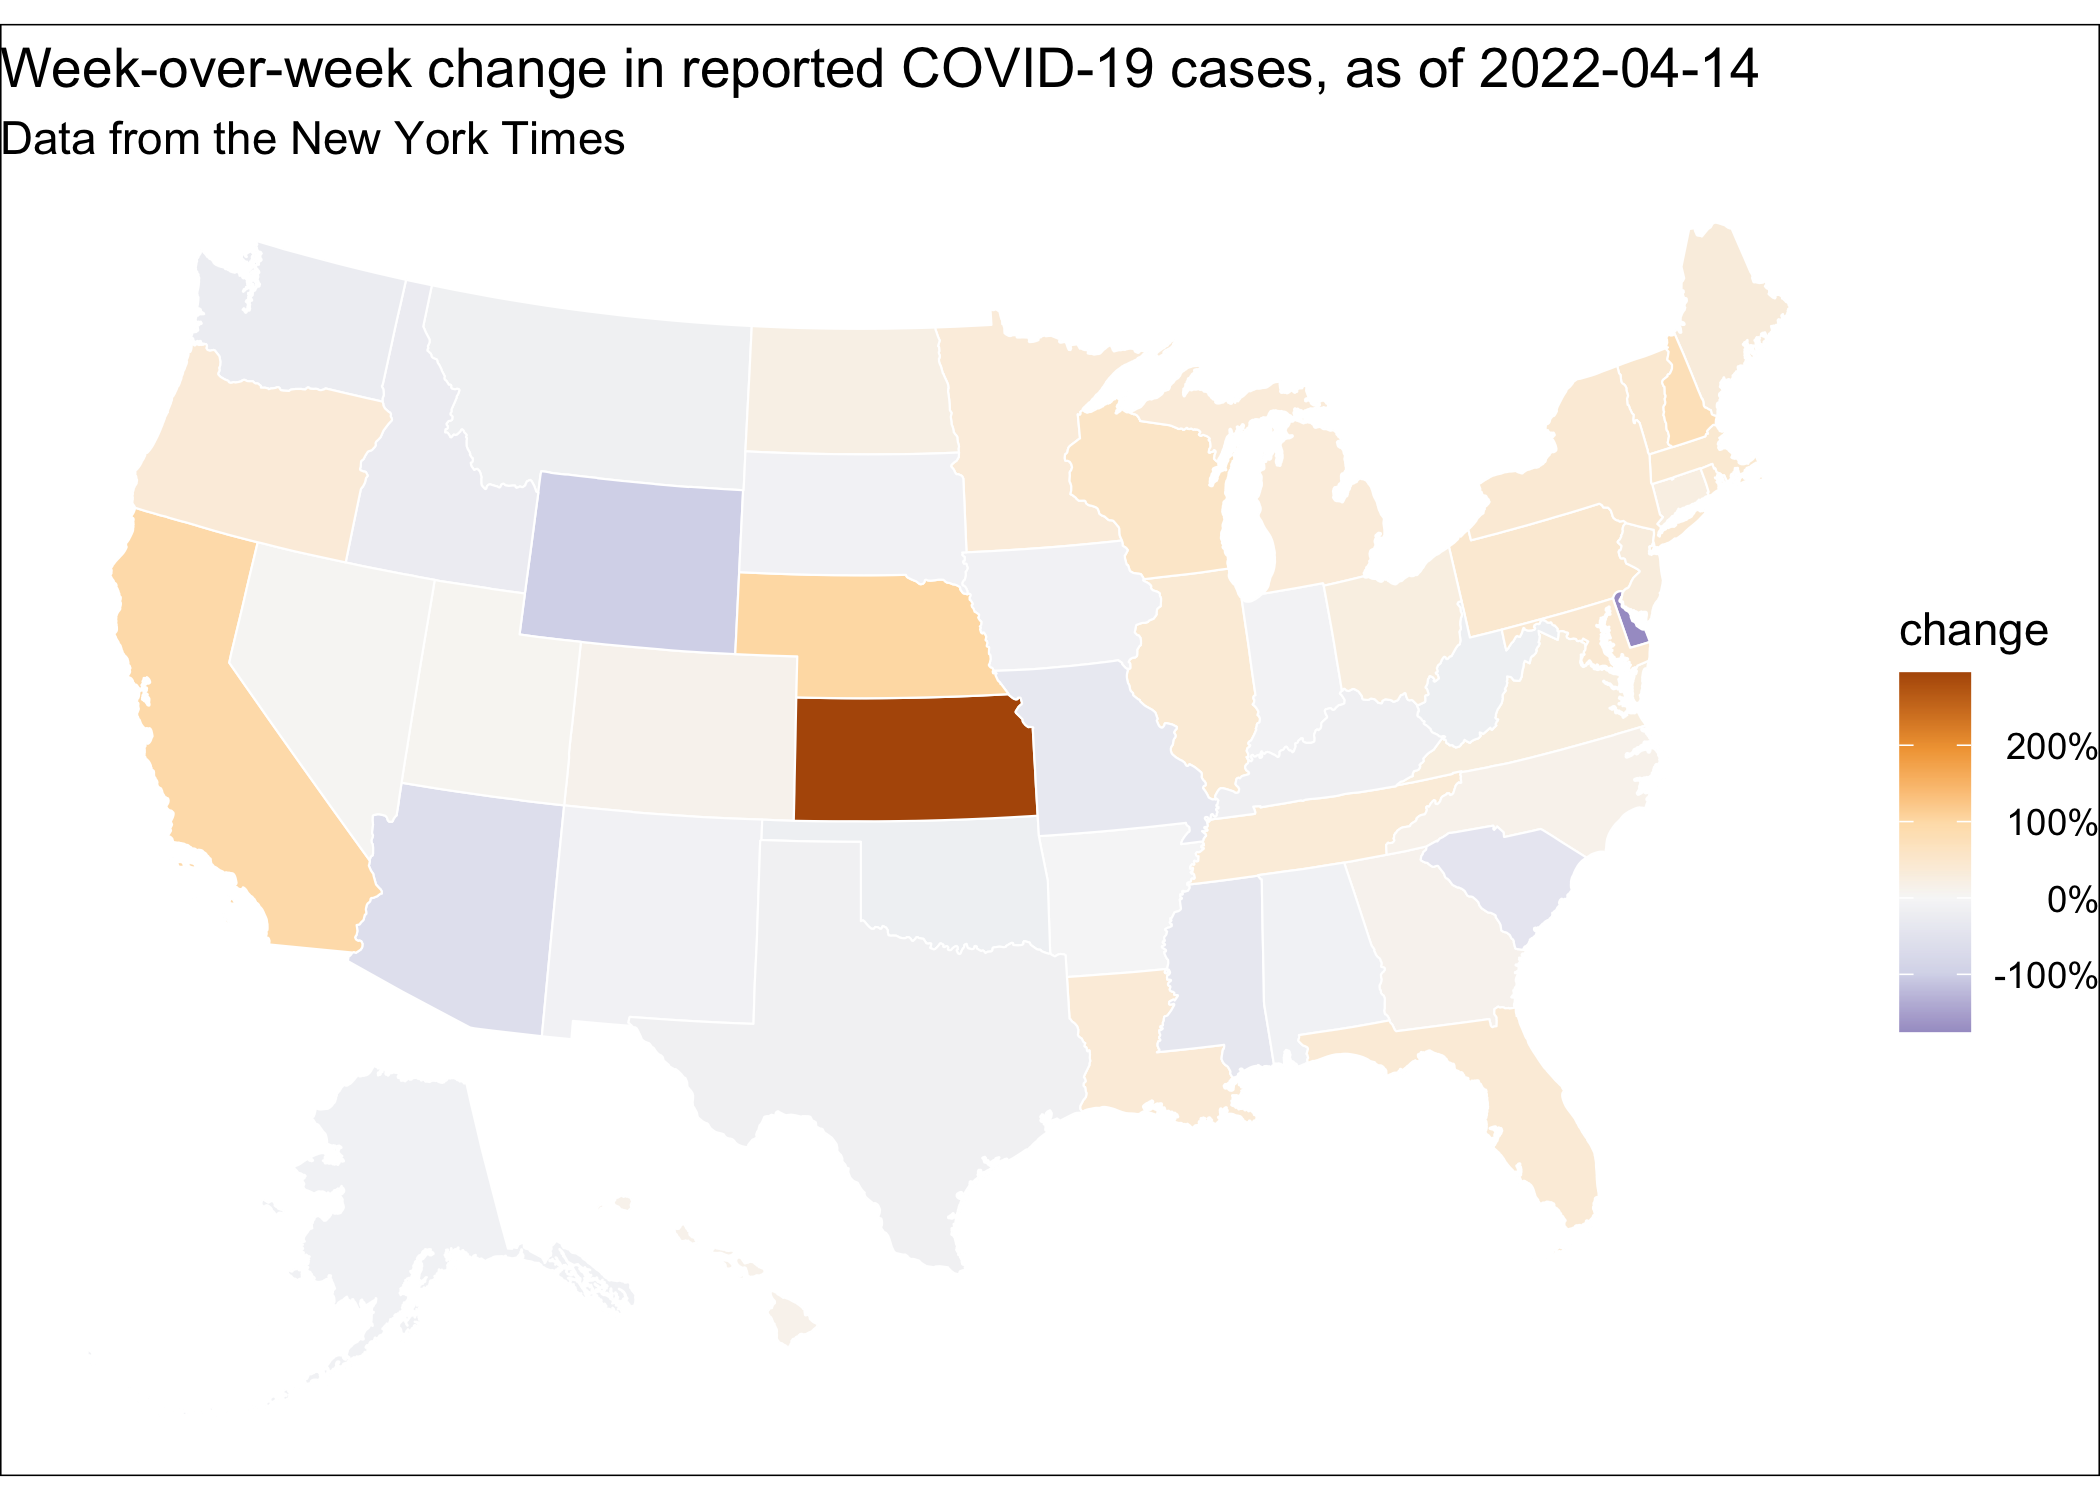 Week-over-week change in reported COVID-19 cases, as of 2022-04-14
Data from the New York Times
change
200%
100%
0%
-100%